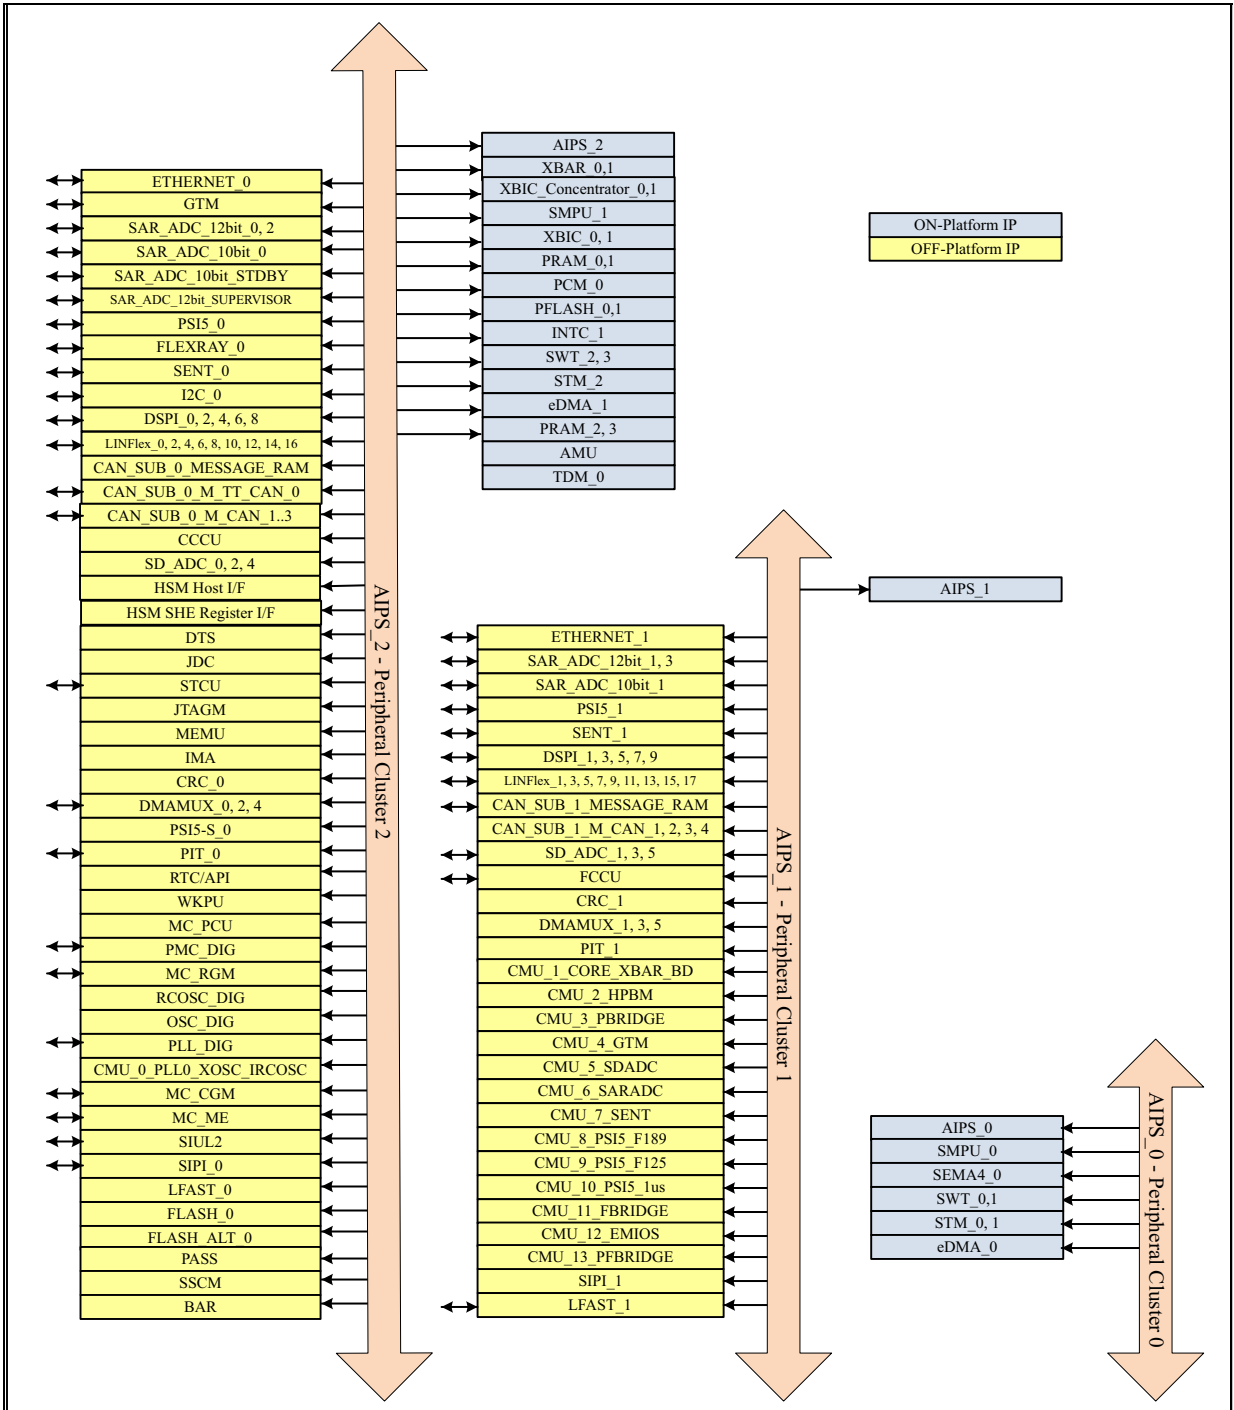 AIPS_2
XBAR_0,1
XBIC_Concentrator_0,1
SMPU_1
XBIC_0, 1
PRAM_0,1
PCM_0
PFLASH_0,1
INTC_1
SWT_2, 3
STM_2
eDMA_1
PRAM_2, 3
AMU
TDM_0
ON-Platform IP
OFF-Platform IP
ETHERNET_0
GTM
SAR_ADC_12bit_0, 2
SAR_ADC_10bit_0
SAR_ADC_10bit_STDBY
SAR_ADC_12bit_SUPERVISOR
PSI5_0
FLEXRAY_0
SENT_0
I2C_0
DSPI_0, 2, 4, 6, 8
LINFlex_0, 2, 4, 6, 8, 10, 12, 14, 16
CAN_SUB_0_MESSAGE_RAM
CAN_SUB_0_M_TT_CAN_0
CAN_SUB_0_M_CAN_1..3
CCCU
SD_ADC_0, 2, 4
HSM Host I/F
HSM SHE Register I/F
DTS
JDC
STCU
JTAGM
MEMU
IMA
CRC_0
DMAMUX_0, 2, 4
PSI5-S_0
PIT_0
RTC/API
WKPU
MC_PCU
PMC_DIG
MC_RGM
RCOSC_DIG
OSC_DIG
PLL_DIG
CMU_0_PLL0_XOSC_IRCOSC
MC_CGM
MC_ME
SIUL2
SIPI_0
LFAST_0
FLASH_0
FLASH_ALT_0
PASS
SSCM
BAR
AIPS_2 - Peripheral Cluster 2
AIPS_1
ETHERNET_1
SAR_ADC_12bit_1, 3
SAR_ADC_10bit_1
PSI5_1
SENT_1
DSPI_1, 3, 5, 7, 9
LINFlex_1, 3, 5, 7, 9, 11, 13, 15, 17
CAN_SUB_1_MESSAGE_RAM
CAN_SUB_1_M_CAN_1, 2, 3, 4
SD_ADC_1, 3, 5
FCCU
CRC_1
DMAMUX_1, 3, 5
PIT_1
CMU_1_CORE_XBAR_BD
CMU_2_HPBM
CMU_3_PBRIDGE
CMU_4_GTM
CMU_5_SDADC
CMU_6_SARADC
CMU_7_SENT
CMU_8_PSI5_F189
CMU_9_PSI5_F125
CMU_10_PSI5_1us
CMU_11_FBRIDGE
CMU_12_EMIOS
CMU_13_PFBRIDGE
SIPI_1
LFAST_1
AIPS_1 - Peripheral Cluster 1
AIPS_0
SMPU_0
SEMA4_0
SWT_0,1
STM_0, 1
eDMA_0
AIPS_0 - Peripheral Cluster 0